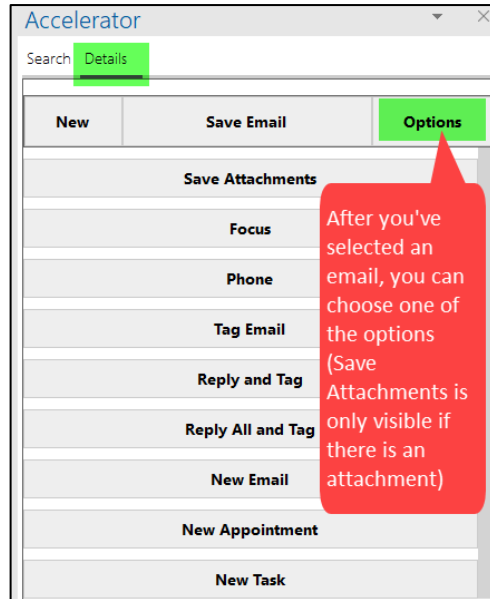 Accelerator
Search Details
New Save Email Options
Save Attachments
Focus
Phone
Tag Email
Reply and Tag
Reply All and Tag
New Email
New Appointment
New Task
After you've
selected an
email, you can
choose one of
the options
(Save
Attachments is
only visible if
there is an
attachment)